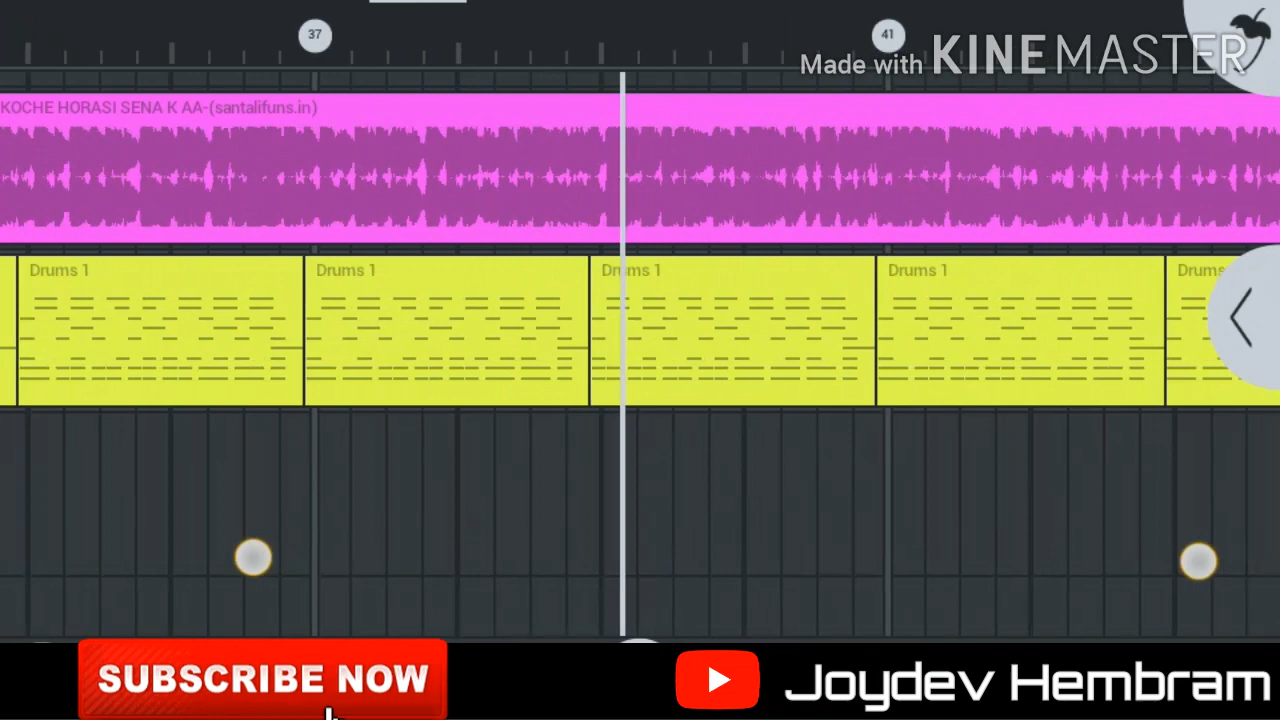 37
41
Made with KINEMASTER
KOCHE HORASI SENA K AA-(santalifuns.in)
Drums 1
Drums 1
Drums 1
Drums 1
Drums
SUBSCRIBE NOW
Joydev Hembram